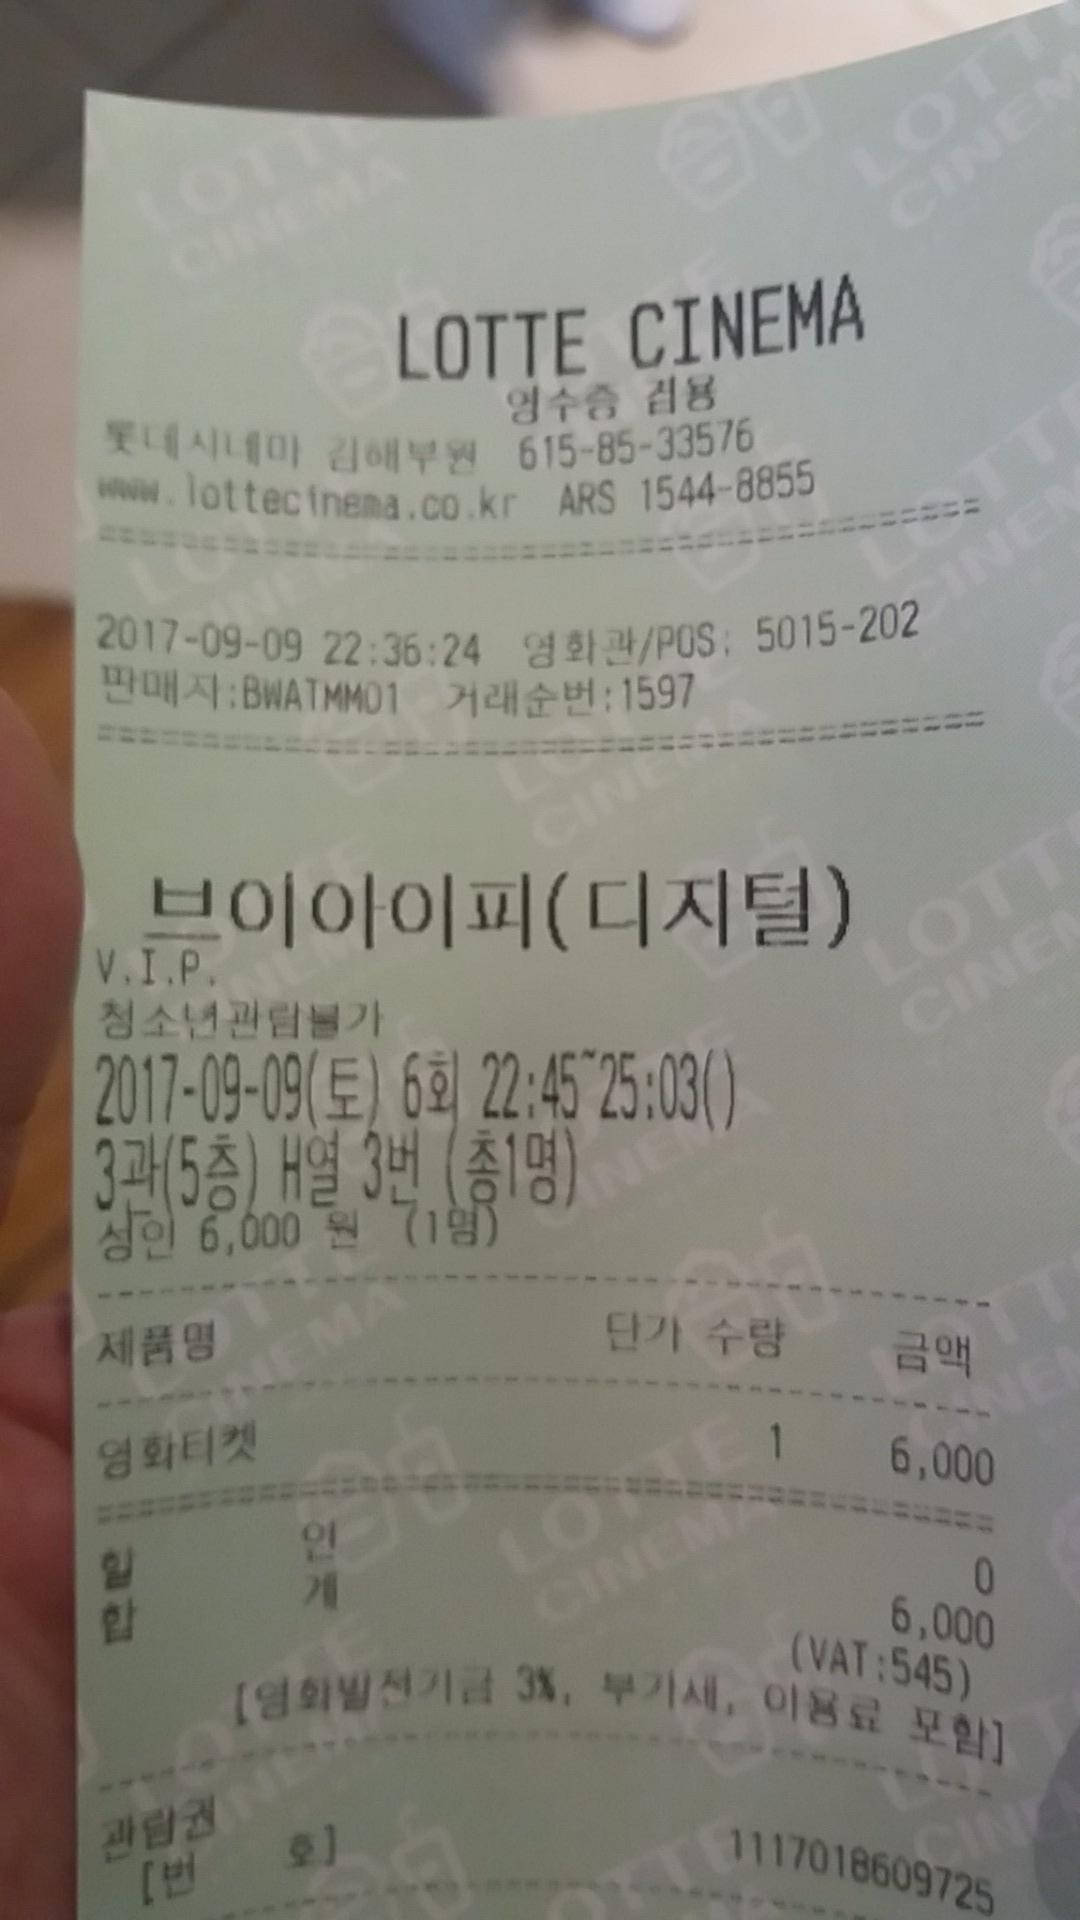 LOTTE CINEMA
영수증 겸용
롯데시네마 김해부원 615-85-33576
www.lottecinema.co.kr ARS 1544-8855
2017-09-09 22:36:24 영화관/POS: 5015-202
판매자:BWATMM01 거래순번:1597
브이아이피(디지털)
V.I.P.
청소년관람불가
2017-09-09(토) 6회 22:45~25:03()
3관(5층) H열 3번 (총1명)
성인 6,000 원 (1명)
제품명 단가 수량 금액
영화티켓 1 6,000
할 인 0
합 계 6,000
(VAT:545)
[영화발전기금 3%, 부가세, 이용료 포함]
관람권
[번 호] 1117018609725